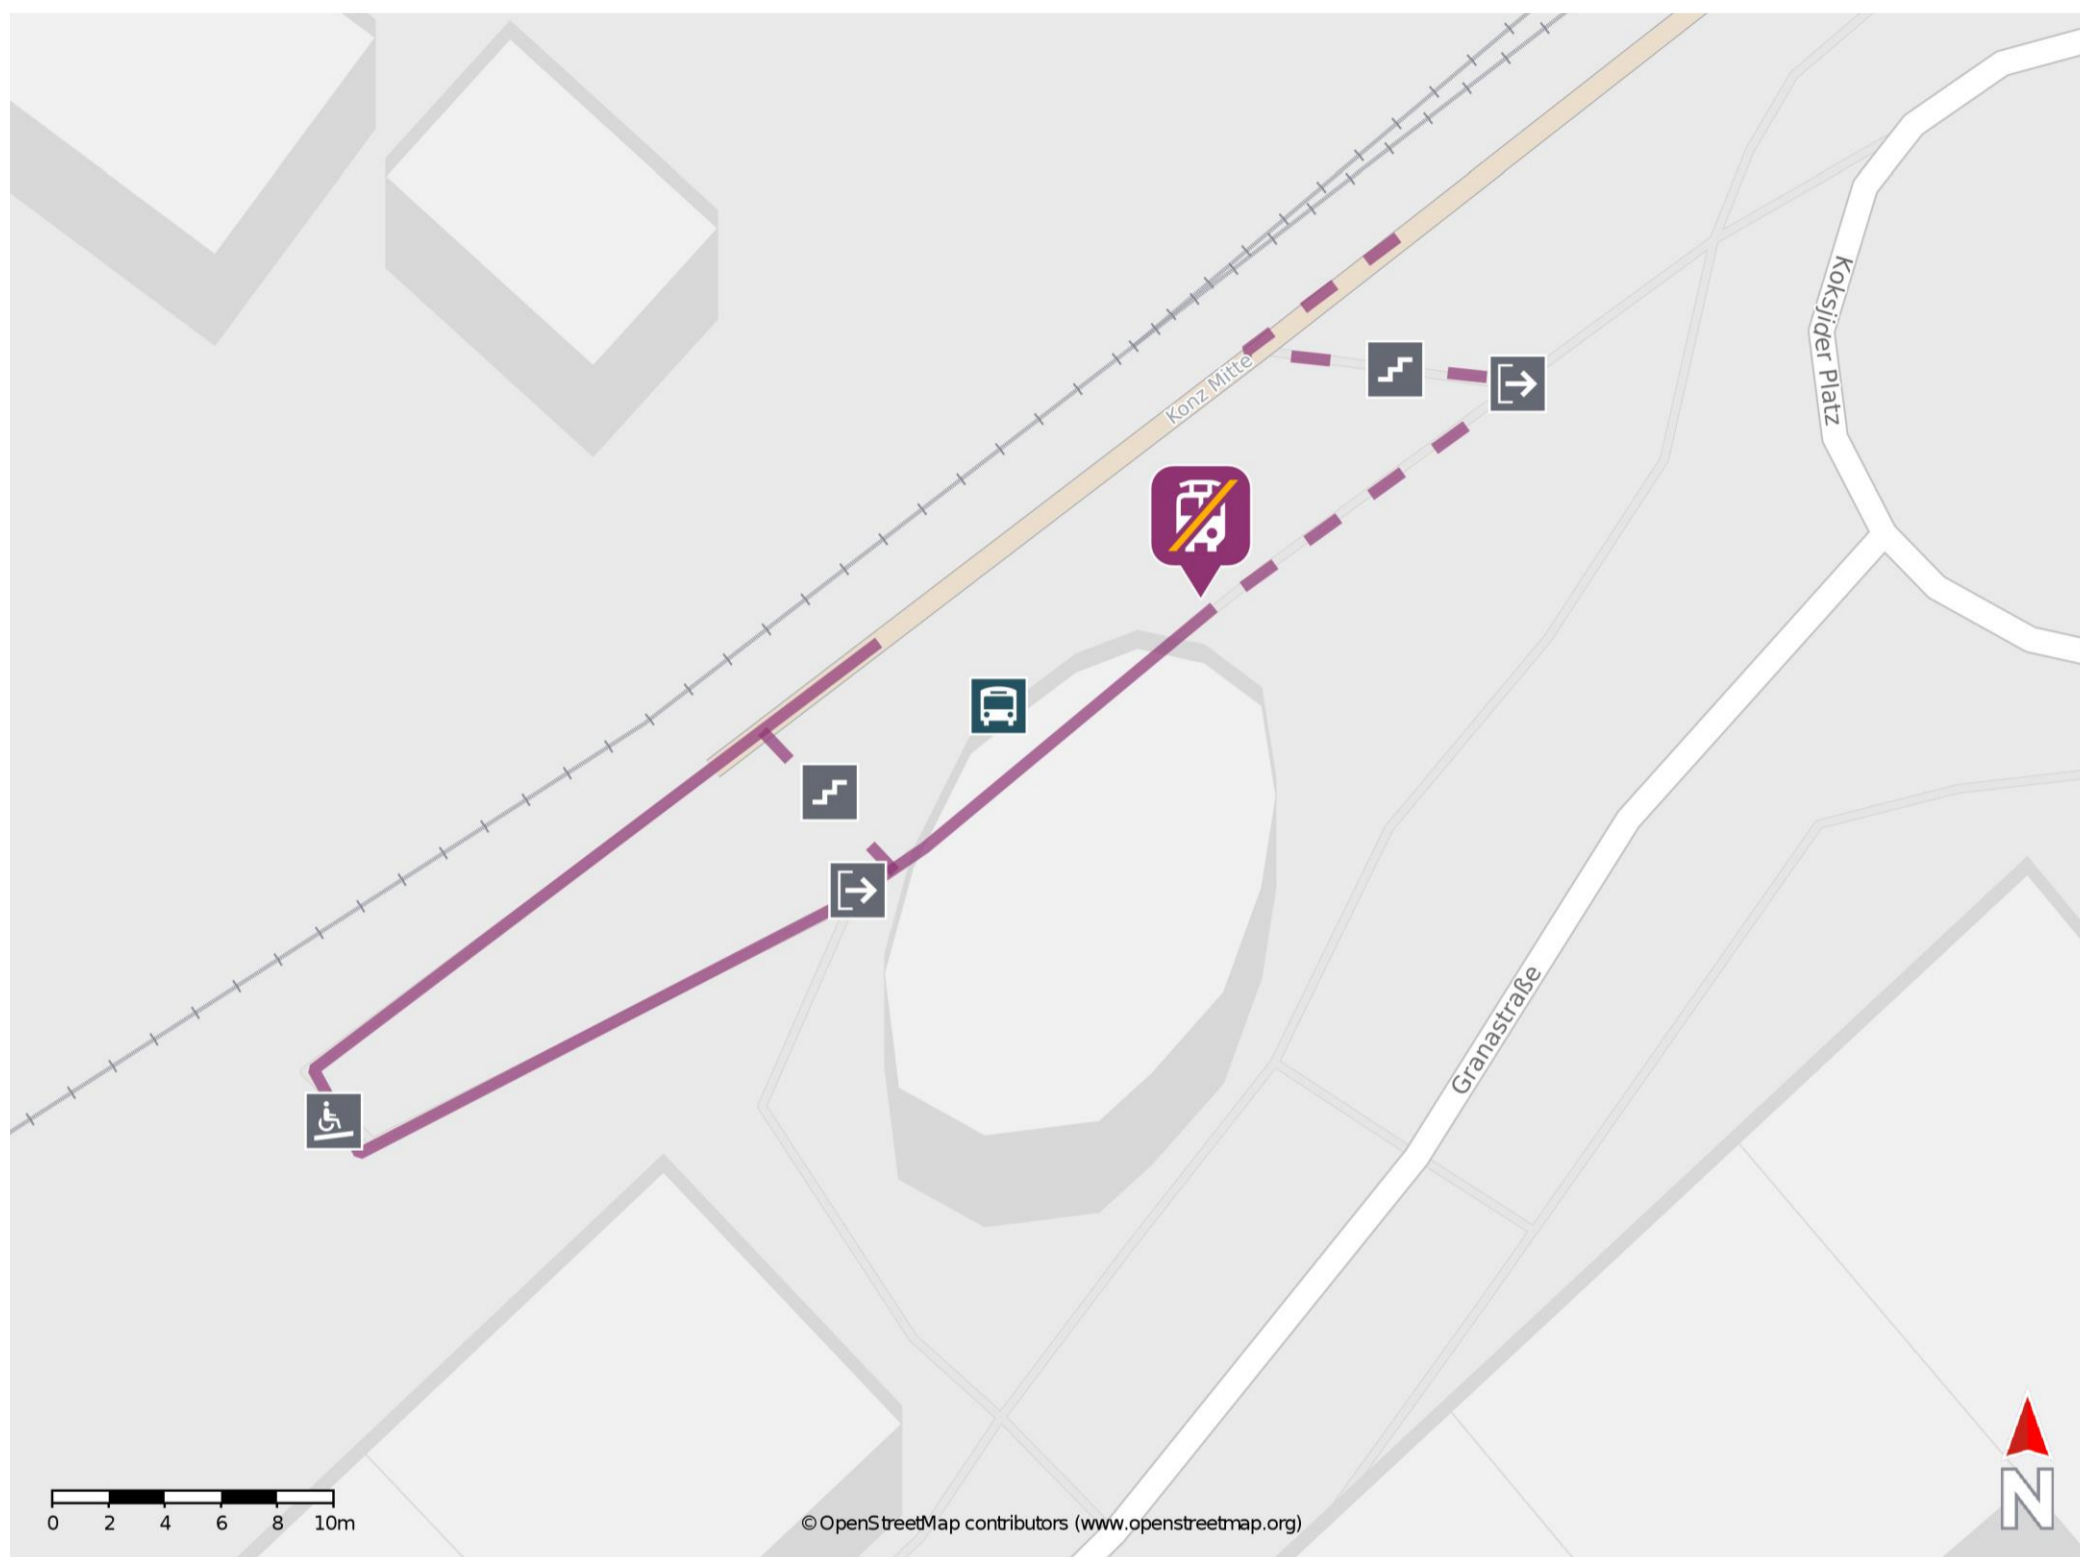 Koksijder Platz
Konz Mitte
Granastraße
0 2 4 6 8 10m
© OpenStreetMap contributors (www.openstreetmap.org)
N